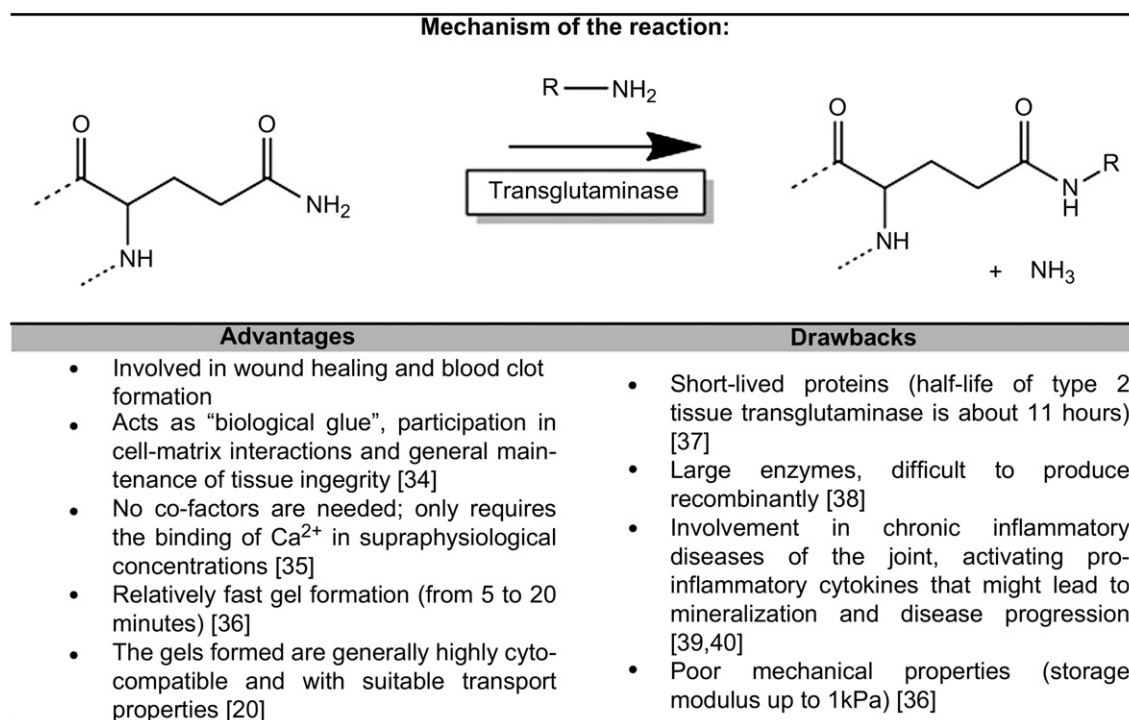 Mechanism of the reaction:
R—NH2
O O O O
Transglutaminase
NH2
N
H
R
NH
NH
+ NH3
Advantages
• Involved in wound healing and blood clot
formation
• Acts as “biological glue”, participation in
cell-matrix interactions and general main-
tenance of tissue ingegrity [34]
• No co-factors are needed; only requires
the binding of Ca2+ in supraphysiological
concentrations [35]
• Relatively fast gel formation (from 5 to 20
minutes) [36]
• The gels formed are generally highly cyto-
compatible and with suitable transport
properties [20]
Drawbacks
• Short-lived proteins (half-life of type 2
tissue transglutaminase is about 11 hours)
[37]
• Large enzymes, difficult to produce
recombinantly [38]
• Involvement in chronic inflammatory
diseases of the joint, activating pro-
inflammatory cytokines that might lead to
mineralization and disease progression
[39,40]
• Poor mechanical properties (storage
modulus up to 1kPa) [36]